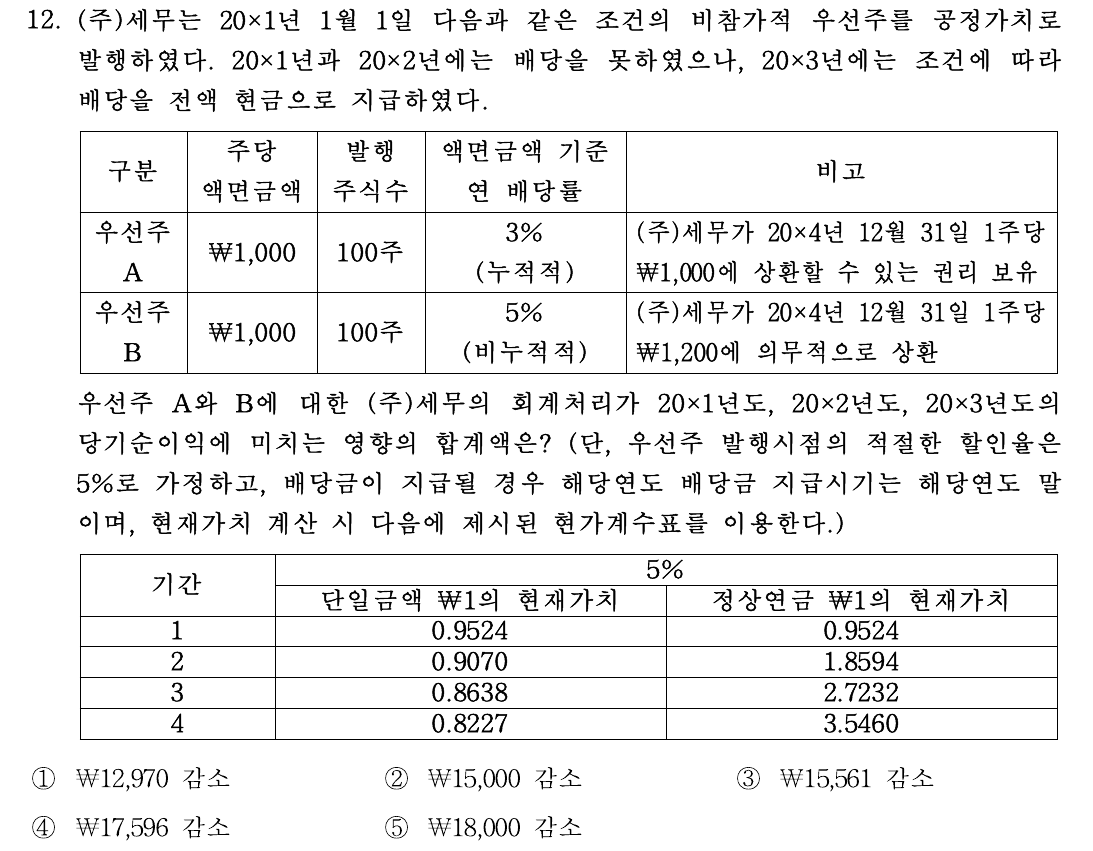 12. (주)세무는 20×1년 1월 1일 다음과 같은 조건의 비참가적 우선주를 공정가치로
발행하였다. 20×1년과 20×2년에는 배당을 못하였으나, 20×3년에는 조건에 따라
배당을 전액 현금으로 지급하였다.
구분 주당 액면금액 발행 주식수 액면금액 기준 연 배당률 비고
우선주 A ₩1,000 100주 3% (누적적) (주)세무가 20×4년 12월 31일 1주당
₩1,000에 상환할 수 있는 권리 보유
우선주 B ₩1,000 100주 5% (비누적적) (주)세무가 20×4년 12월 31일 1주당
₩1,200에 의무적으로 상환
우선주 A와 B에 대한 (주)세무의 회계처리가 20×1년도, 20×2년도, 20×3년도의
당기순이익에 미치는 영향의 합계액은? (단, 우선주 발행시점의 적절한 할인율은
5%로 가정하고, 배당금이 지급될 경우 해당연도 배당금 지급시기는 해당연도 말
이며, 현재가치 계산 시 다음에 제시된 현가계수표를 이용한다.)
기간 5%
단일금액 ₩1의 현재가치 정상연금 ₩1의 현재가치
1 0.9524 0.9524
2 0.9070 1.8594
3 0.8638 2.7232
4 0.8227 3.5460
① ₩12,970 감소 ② ₩15,000 감소 ③ ₩15,561 감소
④ ₩17,596 감소 ⑤ ₩18,000 감소